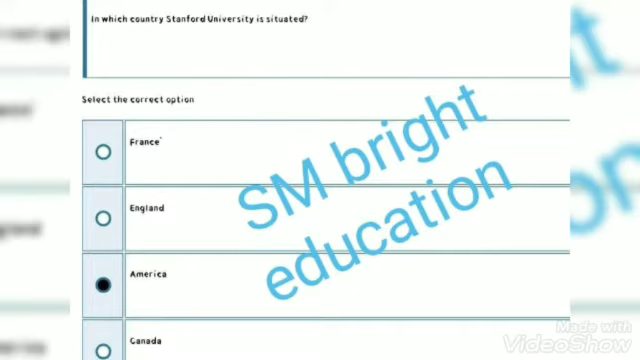 In which country Stanford University is situated?
Select the correct option
France
England
America
Canada
SM bright
education
Made with
VideoShow